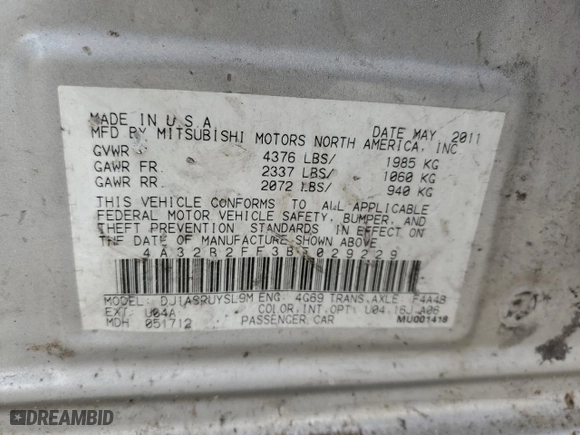 MADE IN U.S.A. DATE MAY 2011
MFD BY MITSUBISHI MOTORS NORTH AMERICA, INC
GVWR 4376 LBS/ 1985 KG
GAWR FR. 2337 LBS/ 1060 KG
GAWR RR. 2072 LBS/ 940 KG
THIS VEHICLE CONFORMS TO ALL APPLICABLE
FEDERAL MOTOR VEHICLE SAFETY, BUMPER, AND
THEFT PREVENTION STANDARDS IN EFFECT ON
THE DATE OF MANUFACTURE SHOWN ABOVE
4A32B2FF3BE029229
MODEL: DJ1A8RUYSL9M ENG. 4G69 TRANS.AXLE F4A4B
EXT. U04A COLOR,INT,OPT: U04 16J A06
MDH 051712 PASSENGER CAR MU001418
DREAMBID